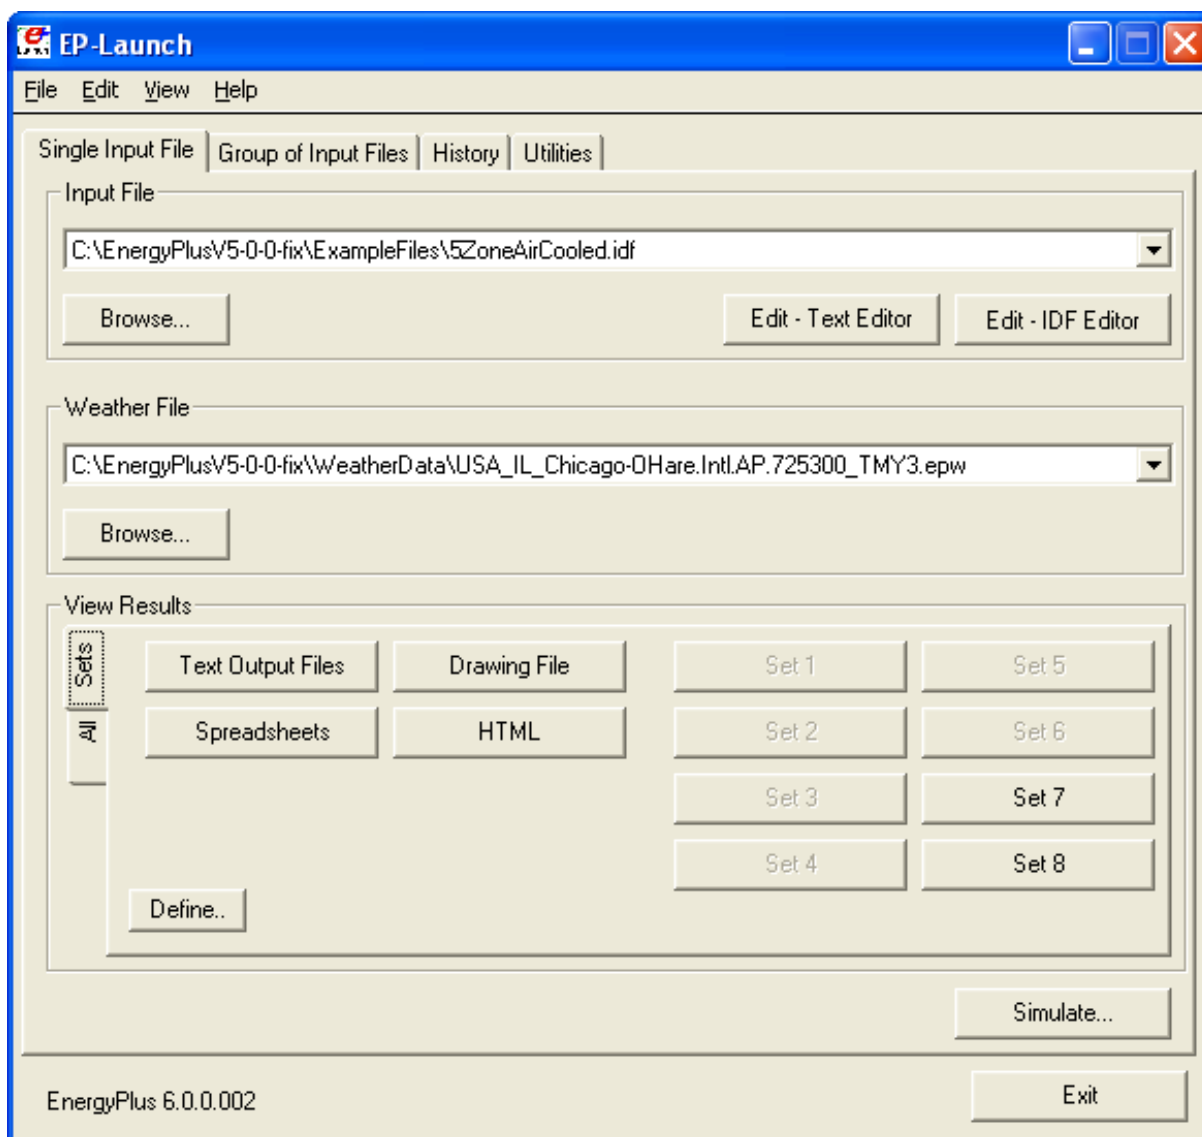 EP-Launch
File Edit View Help
Single Input File Group of Input Files History Utilities
Input File
C:\EnergyPlusV5-0-0-fix\ExampleFiles\5ZoneAirCooled.idf
Browse... Edit - Text Editor Edit - IDF Editor
Weather File
C:\EnergyPlusV5-0-0-fix\WeatherData\USA_IL_Chicago-OHare.Intl.AP.725300_TMY3.epw
Browse...
View Results
Sets Text Output Files Drawing File Set 1 Set 5
All Spreadsheets HTML Set 2 Set 6
Set 3 Set 7
Set 4 Set 8
Define..
Simulate...
EnergyPlus 6.0.0.002 Exit